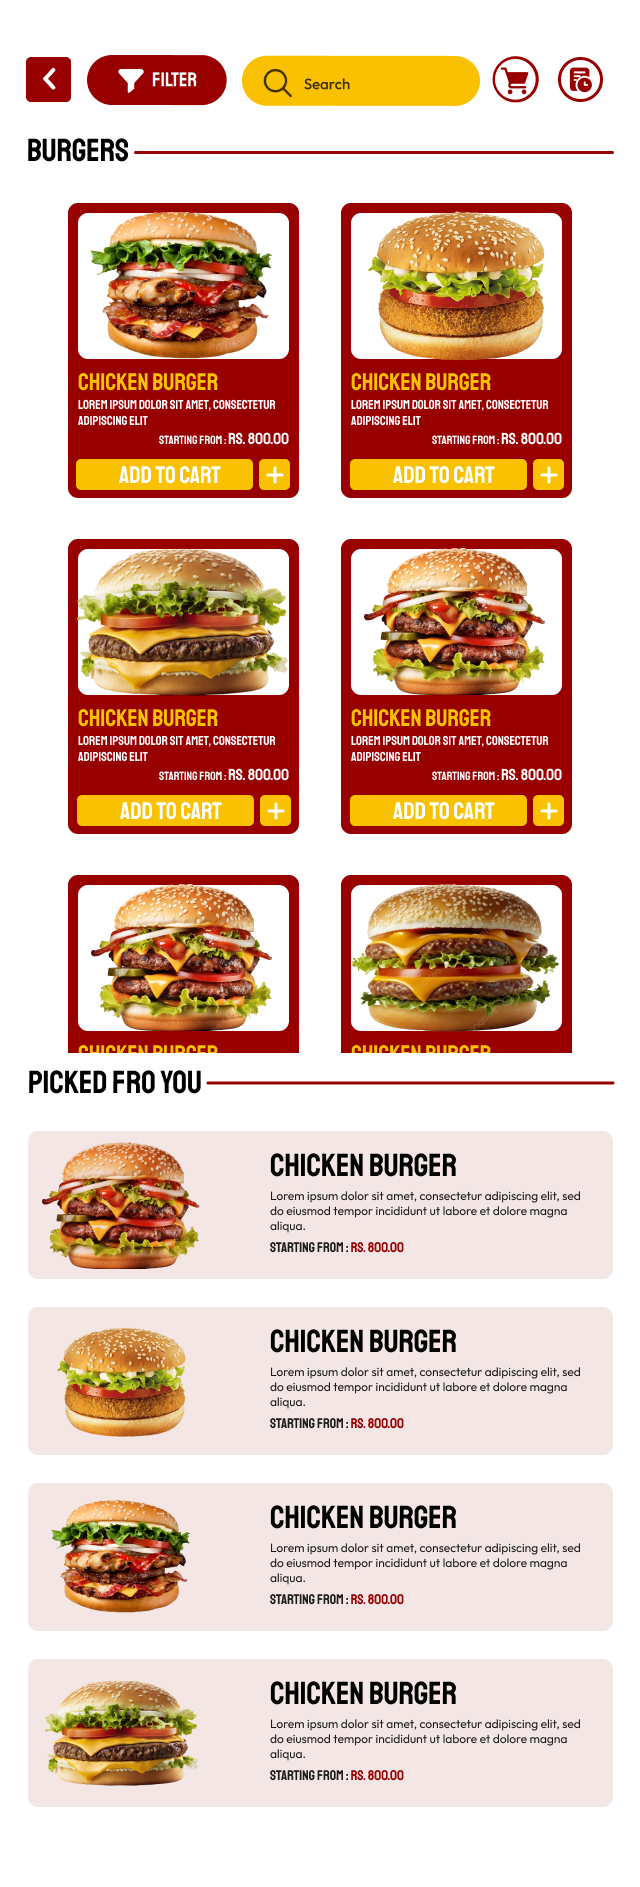 FILTER
Search
BURGERS
CHICKEN BURGER
LOREM IPSUM DOLOR SIT AMET, CONSECTETUR
ADIPISCING ELIT
STARTING FROM : RS. 800.00
ADD TO CART +
CHICKEN BURGER
LOREM IPSUM DOLOR SIT AMET, CONSECTETUR
ADIPISCING ELIT
STARTING FROM : RS. 800.00
ADD TO CART +
CHICKEN BURGER
LOREM IPSUM DOLOR SIT AMET, CONSECTETUR
ADIPISCING ELIT
STARTING FROM : RS. 800.00
ADD TO CART +
CHICKEN BURGER
LOREM IPSUM DOLOR SIT AMET, CONSECTETUR
ADIPISCING ELIT
STARTING FROM : RS. 800.00
ADD TO CART +
CHICKEN BURGER
CHICKEN BURGER
PICKED FRO YOU
CHICKEN BURGER
Lorem ipsum dolor sit amet, consectetur adipiscing elit, sed
do eiusmod tempor incididunt ut labore et dolore magna
aliqua.
STARTING FROM : RS. 800.00
CHICKEN BURGER
Lorem ipsum dolor sit amet, consectetur adipiscing elit, sed
do eiusmod tempor incididunt ut labore et dolore magna
aliqua.
STARTING FROM : RS. 800.00
CHICKEN BURGER
Lorem ipsum dolor sit amet, consectetur adipiscing elit, sed
do eiusmod tempor incididunt ut labore et dolore magna
aliqua.
STARTING FROM : RS. 800.00
CHICKEN BURGER
Lorem ipsum dolor sit amet, consectetur adipiscing elit, sed
do eiusmod tempor incididunt ut labore et dolore magna
aliqua.
STARTING FROM : RS. 800.00